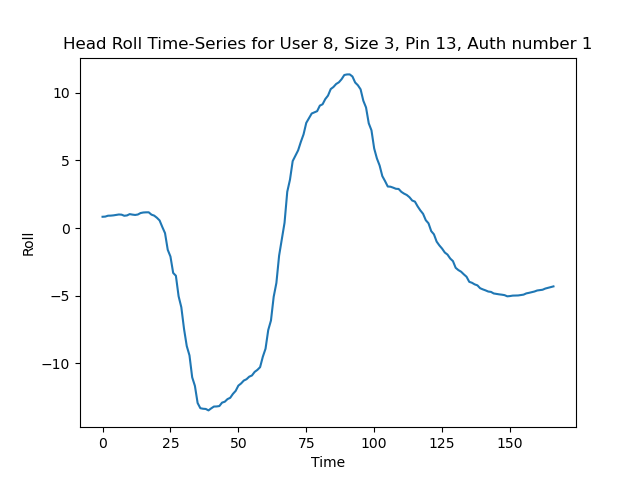 Head Roll Time-Series for User 8, Size 3, Pin 13, Auth number 1
10
5
0
−5
−10
Roll
0 25 50 75 100 125 150
Time